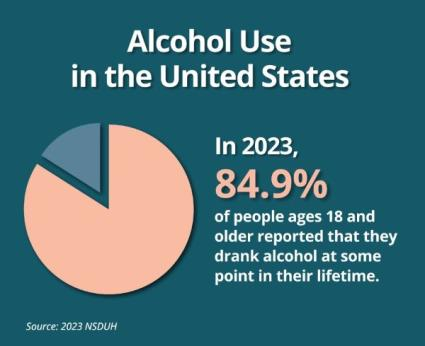 Alcohol Use
in the United States
In 2023,
84.9%
of people ages 18 and
older reported that they
drank alcohol at some
point in their lifetime.
Source: 2023 NSDUH